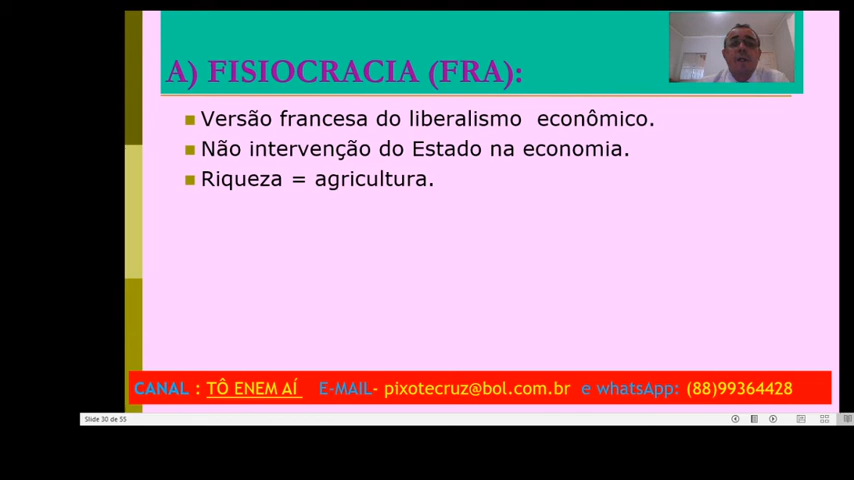 A) FISIOCRACIA (FRA):
Versão francesa do liberalismo econômico.
Não intervenção do Estado na economia.
Riqueza = agricultura.
CANAL : TÔ ENEM AÍ E-MAIL- pixotecruz@bol.com.br e whatsApp: (88)99364428
Slide 30 de 55